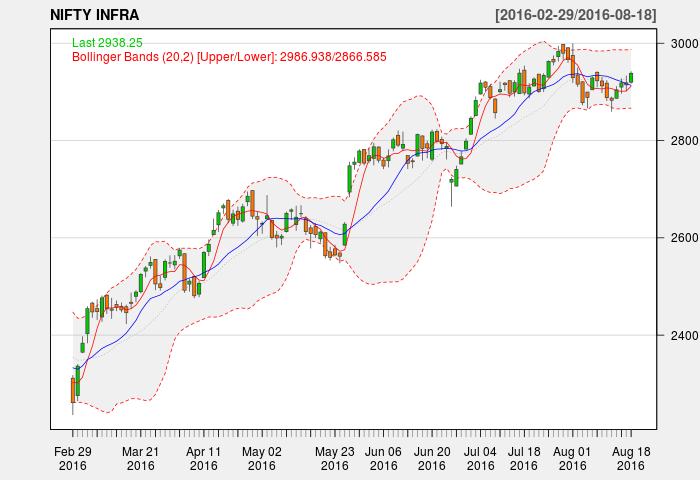 NIFTY INFRA [2016-02-29/2016-08-18]
Last 2938.25
Bollinger Bands (20,2) [Upper/Lower]: 2986.938/2866.585
3000
2800
2600
2400
Feb 29 2016 Mar 21 2016 Apr 11 2016 May 02 2016 May 23 2016 Jun 06 2016 Jun 20 2016 Jul 04 2016 Jul 18 2016 Aug 01 2016 Aug 18 2016